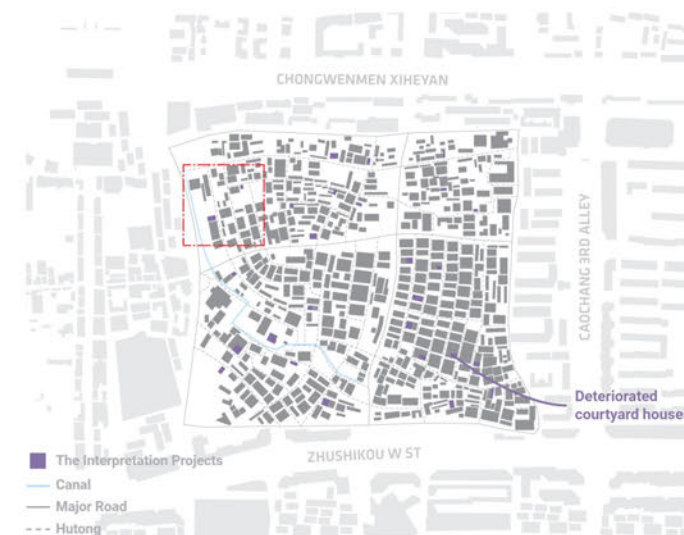 CHONGWENMEN XIHEYAN
CAOCHANG 3RD ALLEY
Deteriorated
courtyard house
ZHUSHIKOU W ST
The Interpretation Projects
Canal
Major Road
Hutong